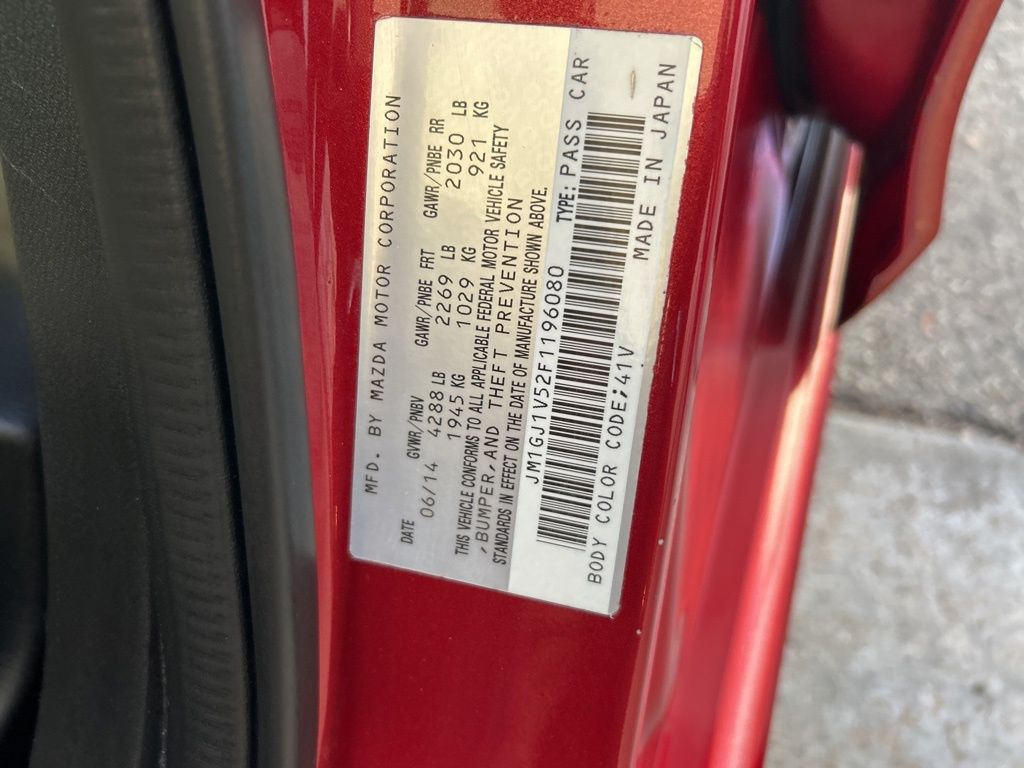 MFD. BY MAZDA MOTOR CORPORATION
DATE GVWR/PNBV GAWR/PNBE FRT GAWR/PNBE RR
06/14 4288 LB 2269 LB 2030 LB
1945 KG 1029 KG 921 KG
THIS VEHICLE CONFORMS TO ALL APPLICABLE FEDERAL MOTOR VEHICLE SAFETY
,BUMPER, AND THEFT PREVENTION
STANDARDS IN EFFECT ON THE DATE OF MANUFACTURE SHOWN ABOVE.
JM1GJ1V52F1196080 TYPE: PASS CAR
BODY COLOR CODE;41V MADE IN JAPAN